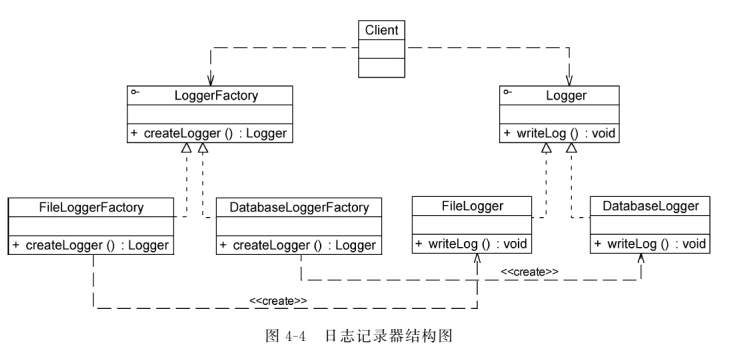 Client
LoggerFactory
+ createLogger () : Logger
Logger
+ writeLog () : void
FileLoggerFactory
+ createLogger () : Logger
DatabaseLoggerFactory
+ createLogger () : Logger
FileLogger
+ writeLog () : void
DatabaseLogger
+ writeLog () : void
<<create>>
<<create>>
图 4-4 日志记录器结构图